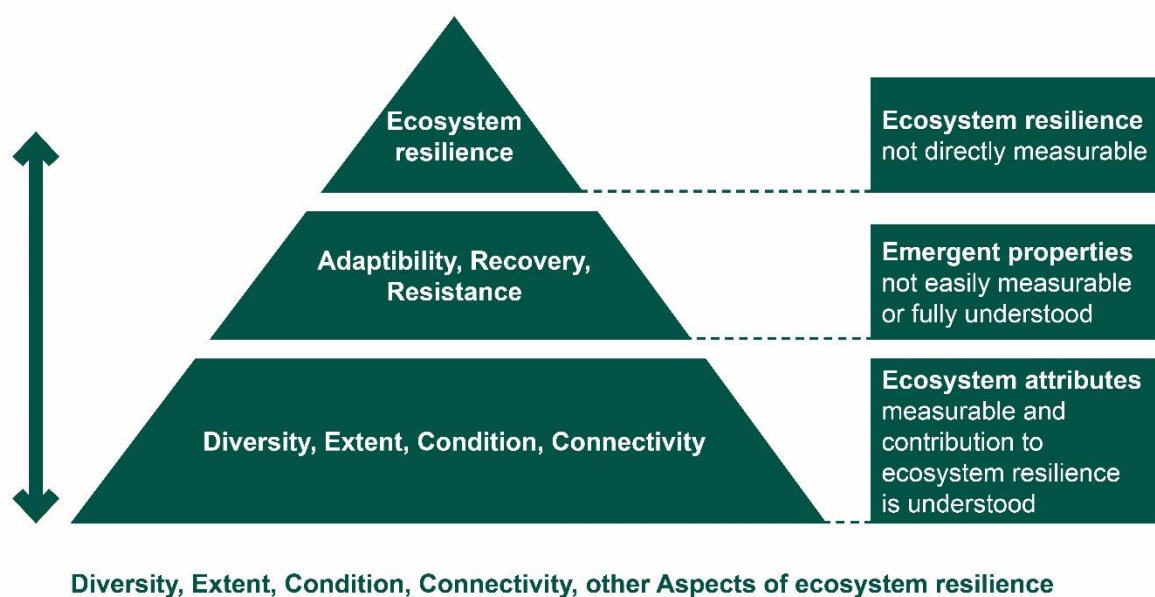 Ecosystem
resilience
Ecosystem resilience
not directly measurable
Adaptibility, Recovery,
Resistance
Emergent properties
not easily measurable
or fully understood
Diversity, Extent, Condition, Connectivity
Ecosystem attributes
measurable and
contribution to
ecosystem resilience
is understood
Diversity, Extent, Condition, Connectivity, other Aspects of ecosystem resilience